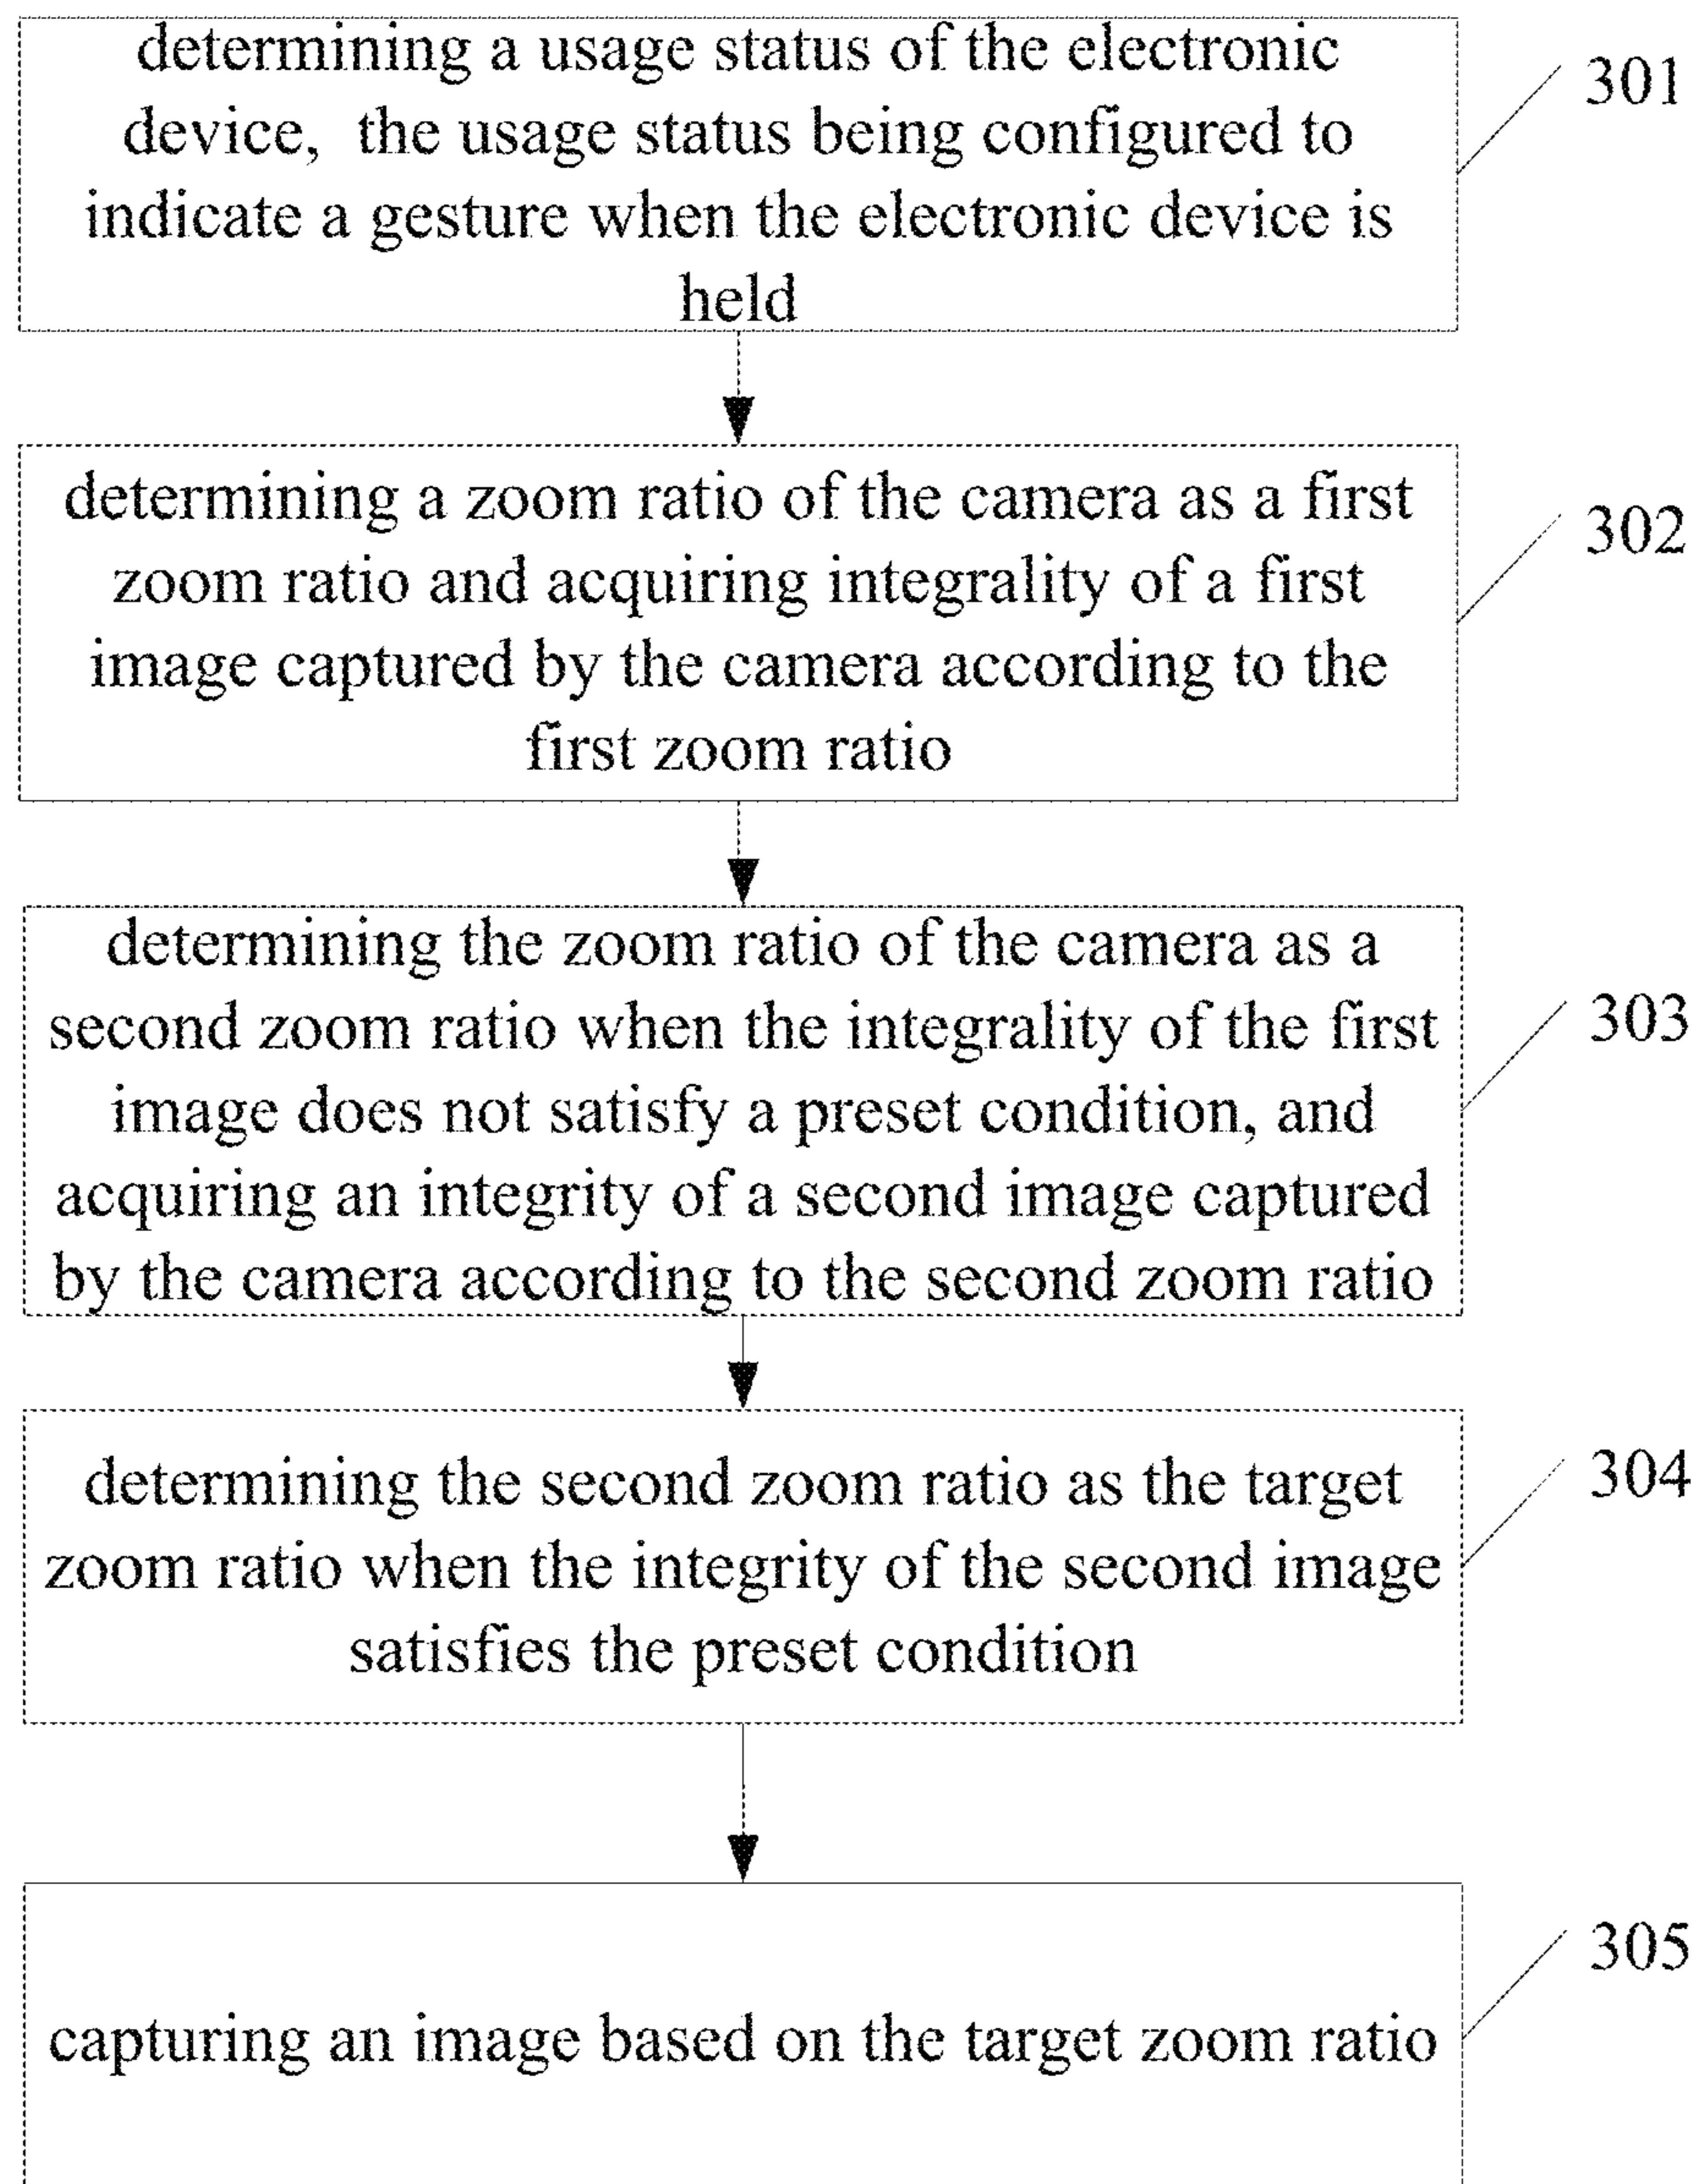 determining a usage status of the electronic
device, the usage status being configured to
indicate a gesture when the electronic device is
held
301
determining a zoom ratio of the camera as a first
zoom ratio and acquiring integrality of a first
image captured by the camera according to the
first zoom ratio
302
determining the zoom ratio of the camera as a
second zoom ratio when the integrality of the first
image does not satisfy a preset condition, and
acquiring an integrity of a second image captured
by the camera according to the second zoom ratio
303
determining the second zoom ratio as the target
zoom ratio when the integrity of the second image
satisfies the preset condition
304
capturing an image based on the target zoom ratio
305